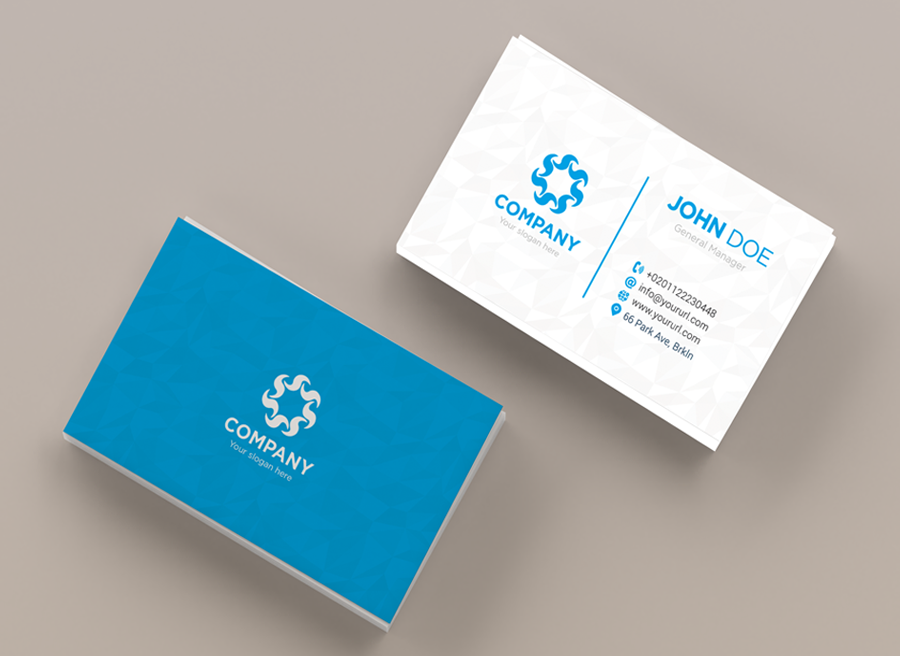 COMPANY
Your slogan here
JOHN DOE
General Manager
+0201122230448
info@yoururl.com
www.yoururl.com
66 Park Ave, Brkln
COMPANY
Your slogan here